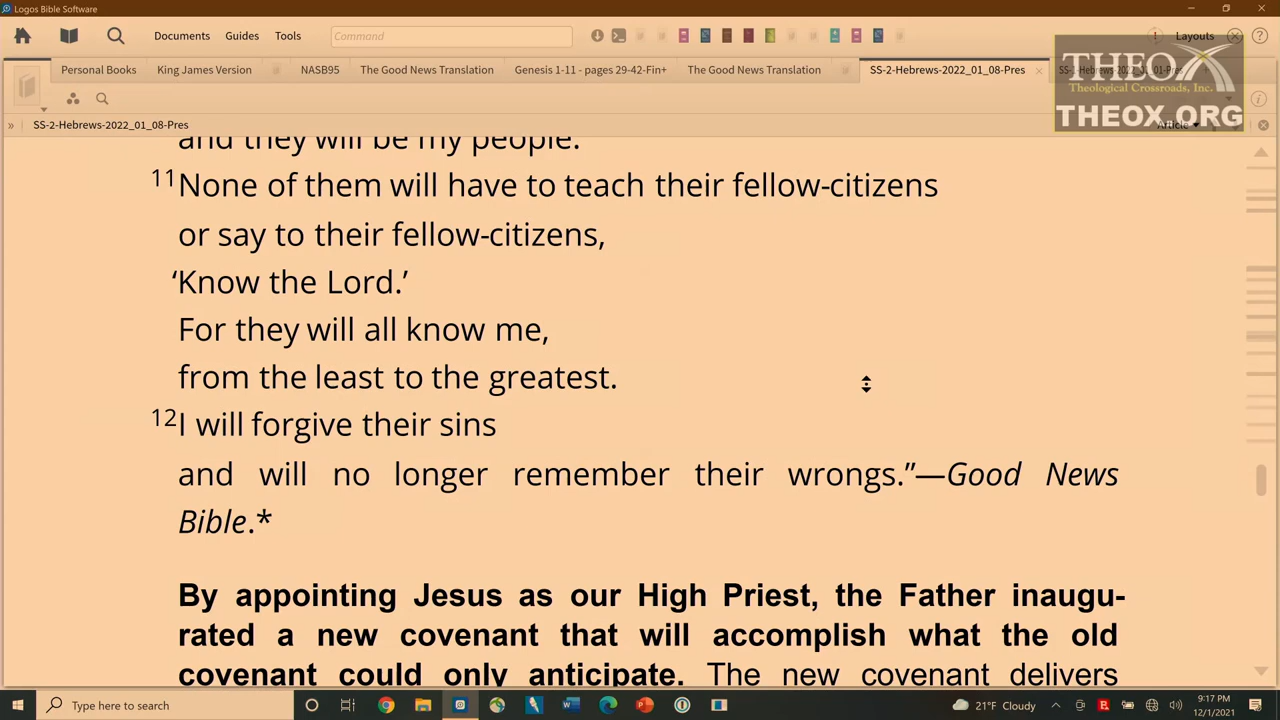 Logos Bible Software
Documents Guides Tools Command Layouts
Personal Books King James Version NASB95 The Good News Translation Genesis 1-11 - pages 29-42-Fin+ The Good News Translation SS-2-Hebrews-2022_01_08-Pres
THEOX
Theological Crossroads, Inc.
THEOX.ORG
SS-2-Hebrews-2022_01_08-Pres Article
and they will be my people.
11None of them will have to teach their fellow-citizens
or say to their fellow-citizens,
‘Know the Lord.’
For they will all know me,
from the least to the greatest.
12I will forgive their sins
and will no longer remember their wrongs.”—Good News
Bible.*
By appointing Jesus as our High Priest, the Father inaugu-
rated a new covenant that will accomplish what the old
covenant could only anticipate. The new covenant delivers
Type here to search 21°F Cloudy 9:17 PM
12/1/2021